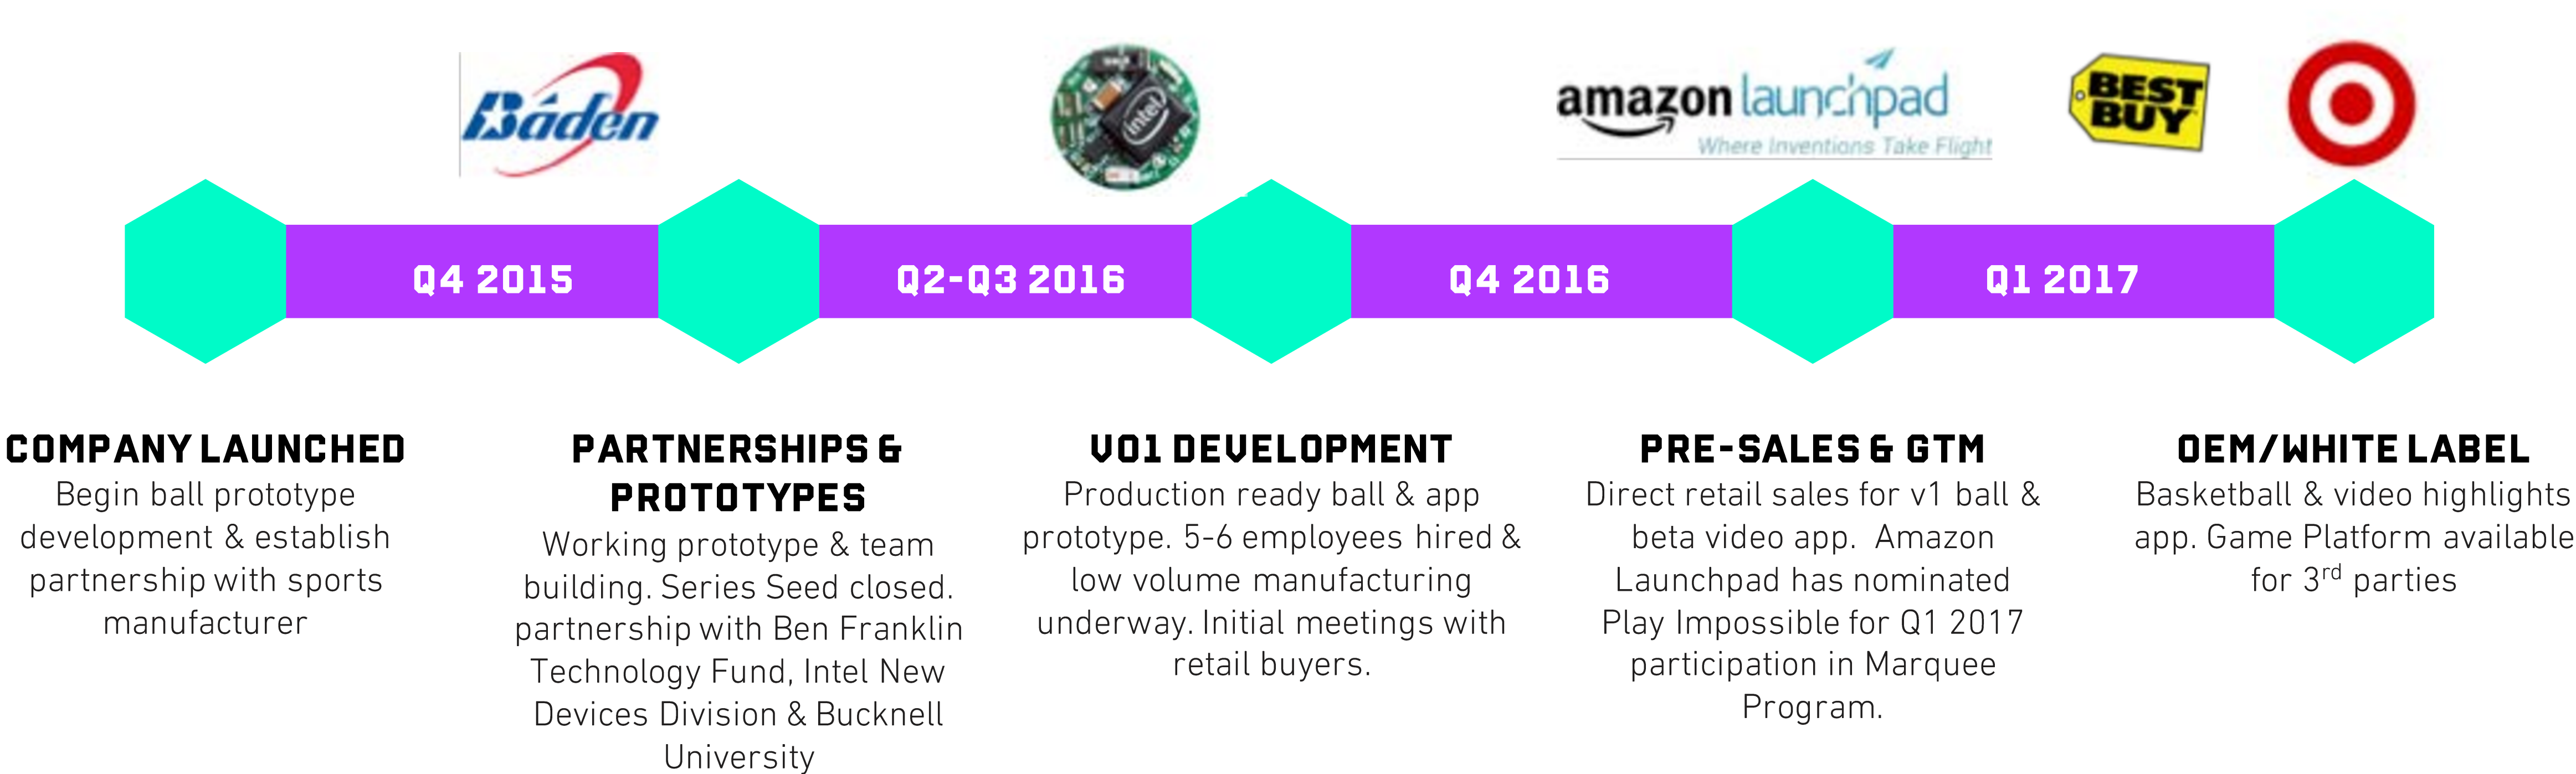 Baden
intel
amazon launchpad
Where Inventions Take Flight
BEST
BUY
Q4 2015
Q2-Q3 2016
Q4 2016
Q1 2017
COMPANY LAUNCHED
Begin ball prototype
development & establish
partnership with sports
manufacturer
PARTNERSHIPS &
PROTOTYPES
Working prototype & team
building. Series Seed closed.
partnership with Ben Franklin
Technology Fund, Intel New
Devices Division & Bucknell
University
V01 DEVELOPMENT
Production ready ball & app
prototype. 5-6 employees hired &
low volume manufacturing
underway. Initial meetings with
retail buyers.
PRE-SALES & GTM
Direct retail sales for v1 ball &
beta video app. Amazon
Launchpad has nominated
Play Impossible for Q1 2017
participation in Marquee
Program.
OEM/WHITE LABEL
Basketball & video highlights
app. Game Platform available
for 3rd parties